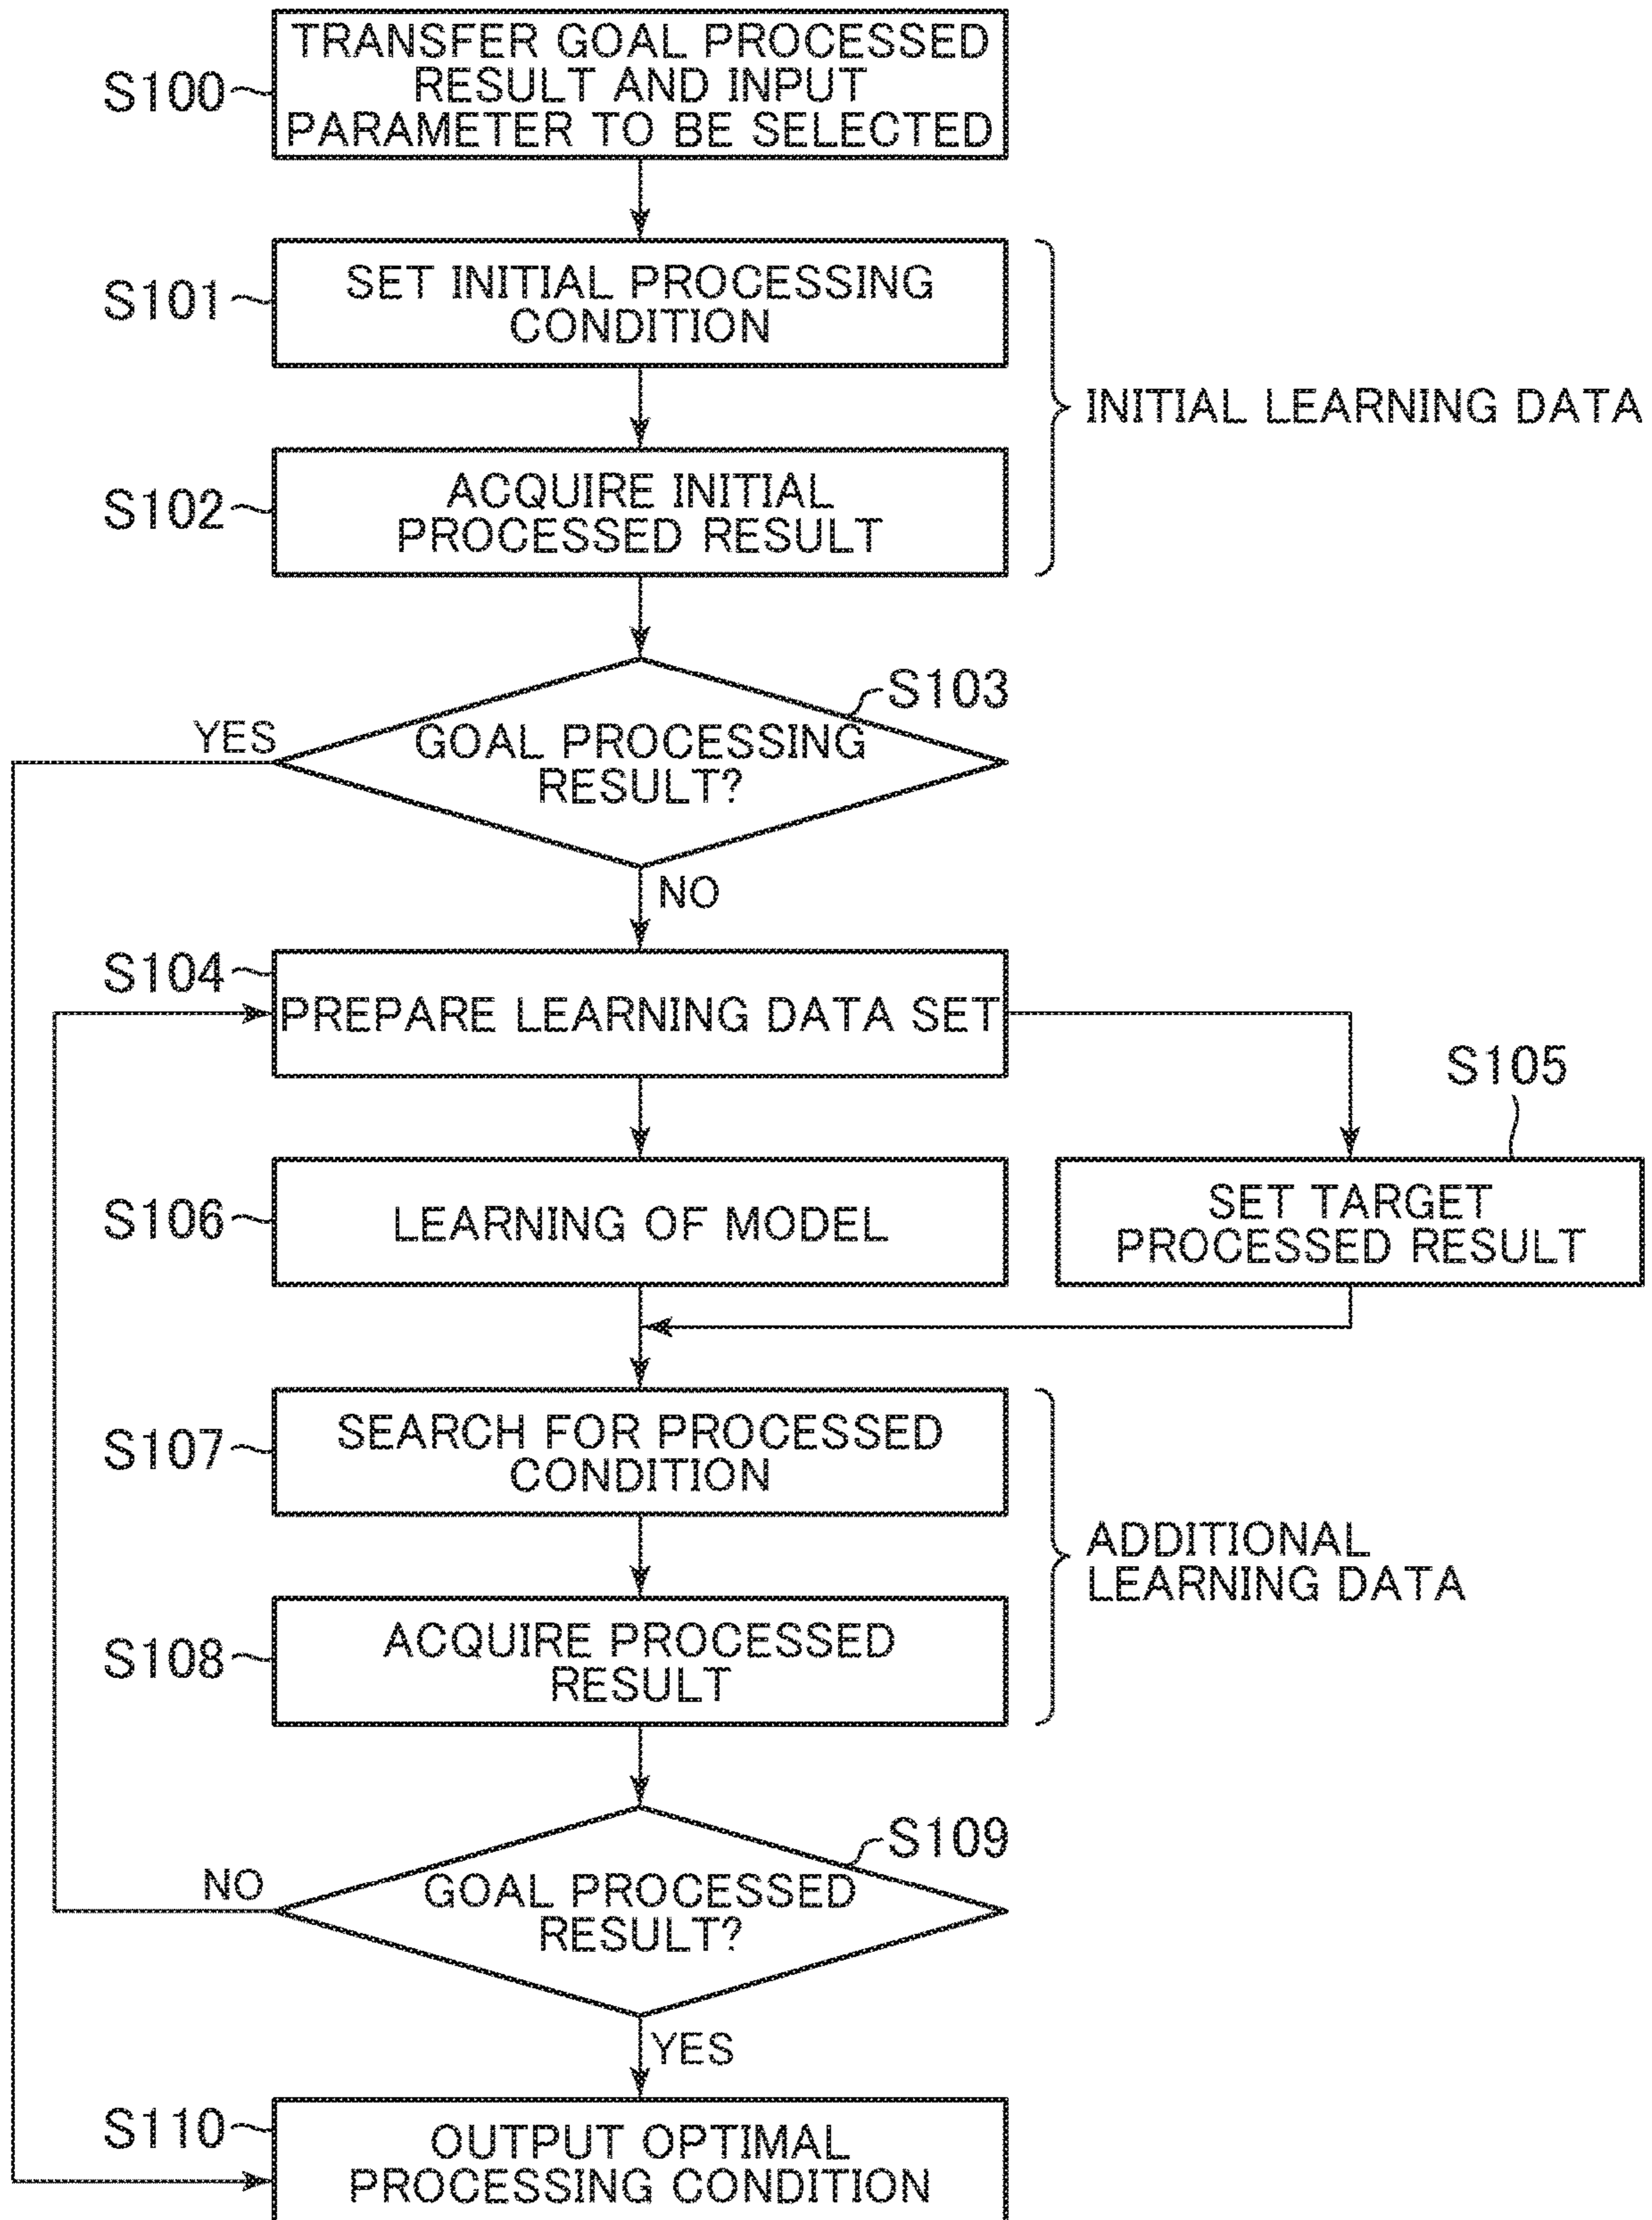 TRANSFER GOAL PROCESSED
RESULT AND INPUT
PARAMETER TO BE SELECTED
S100
S101
SET INITIAL PROCESSING
CONDITION
INITIAL LEARNING DATA
S102
ACQUIRE INITIAL
PROCESSED RESULT
S103
YES
GOAL PROCESSING
RESULT?
NO
S104
PREPARE LEARNING DATA SET
S105
S106
LEARNING OF MODEL
SET TARGET
PROCESSED RESULT
S107
SEARCH FOR PROCESSED
CONDITION
ADDITIONAL
LEARNING DATA
S108
ACQUIRE PROCESSED
RESULT
S109
NO
GOAL PROCESSED
RESULT?
YES
S110
OUTPUT OPTIMAL
PROCESSING CONDITION